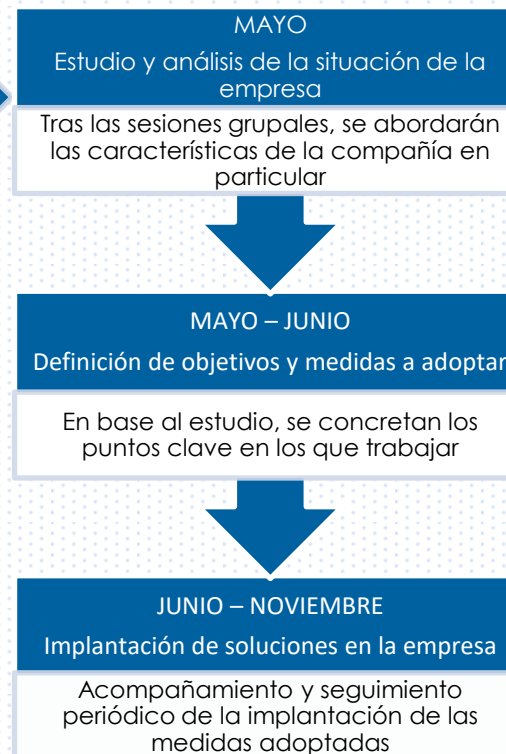 MAYO
Estudio y análisis de la situación de la
empresa
Tras las sesiones grupales, se abordarán
las características de la compañía en
particular
MAYO – JUNIO
Definición de objetivos y medidas a adoptar
En base al estudio, se concretan los
puntos clave en los que trabajar
JUNIO – NOVIEMBRE
Implantación de soluciones en la empresa
Acompañamiento y seguimiento
periódico de la implantación de las
medidas adoptadas